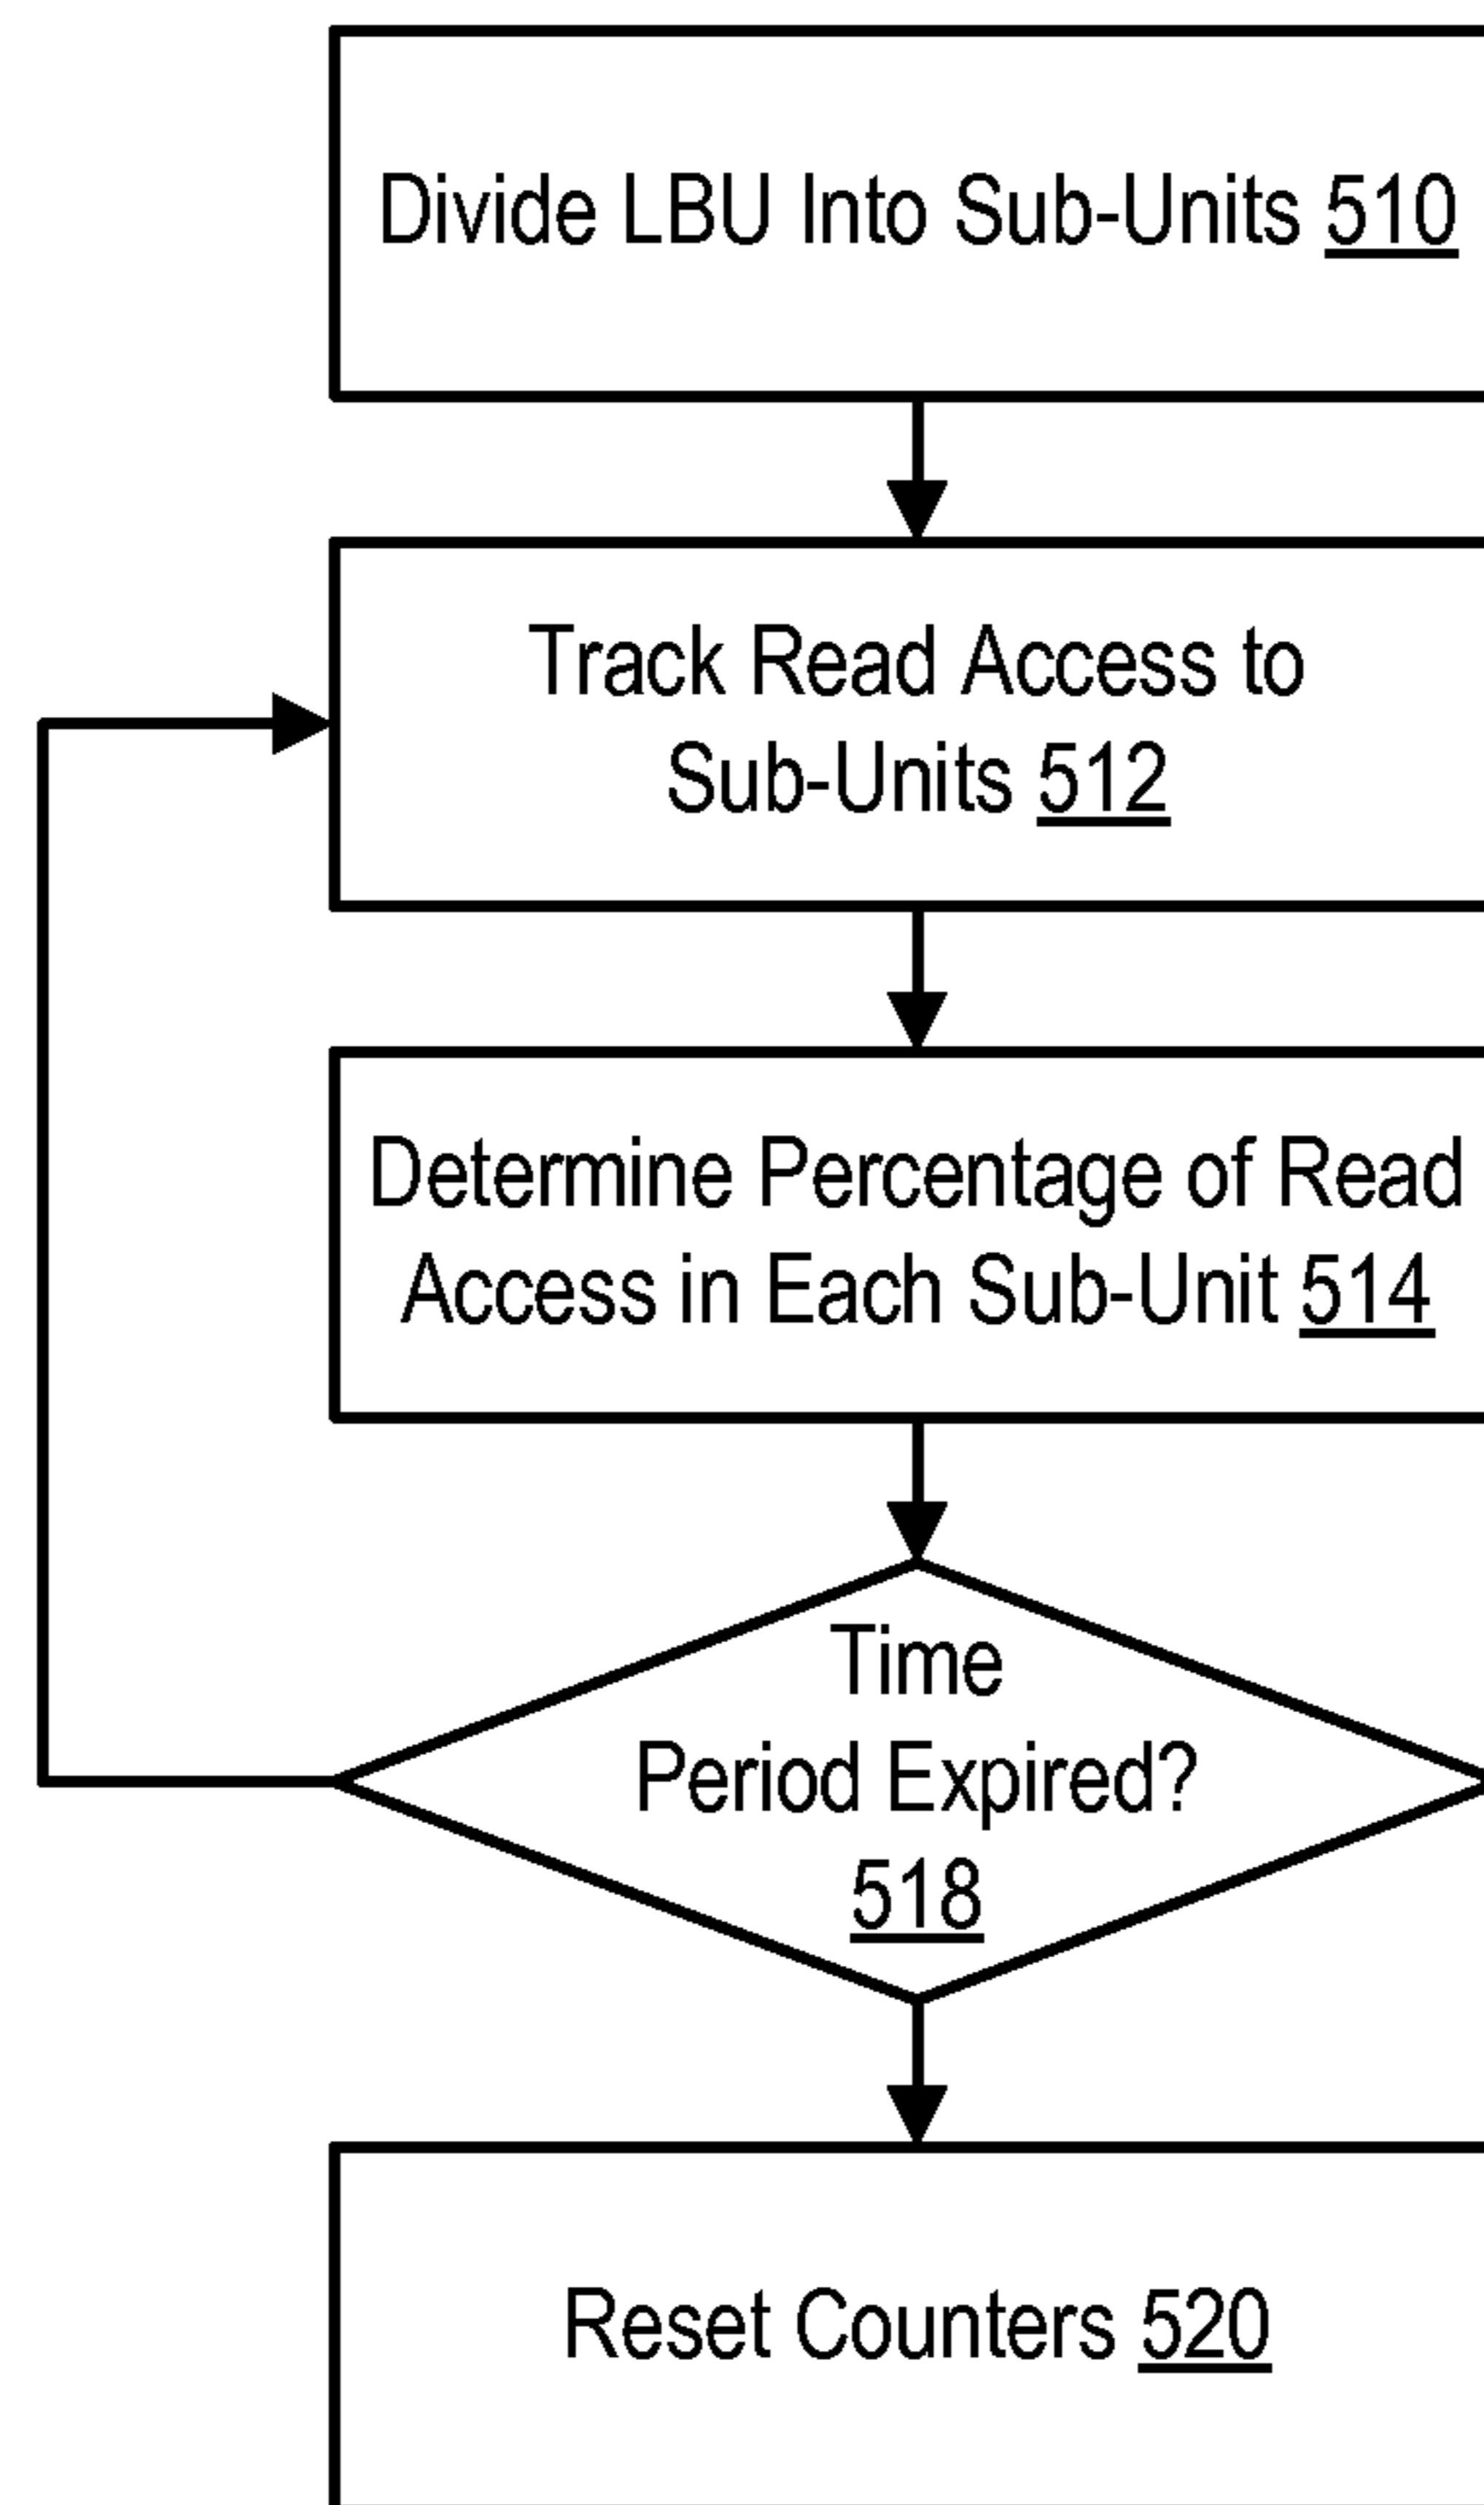 Divide LBU Into Sub-Units 510
Track Read Access to
Sub-Units 512
Determine Percentage of Read
Access in Each Sub-Unit 514
Time
Period Expired?
518
Reset Counters 520